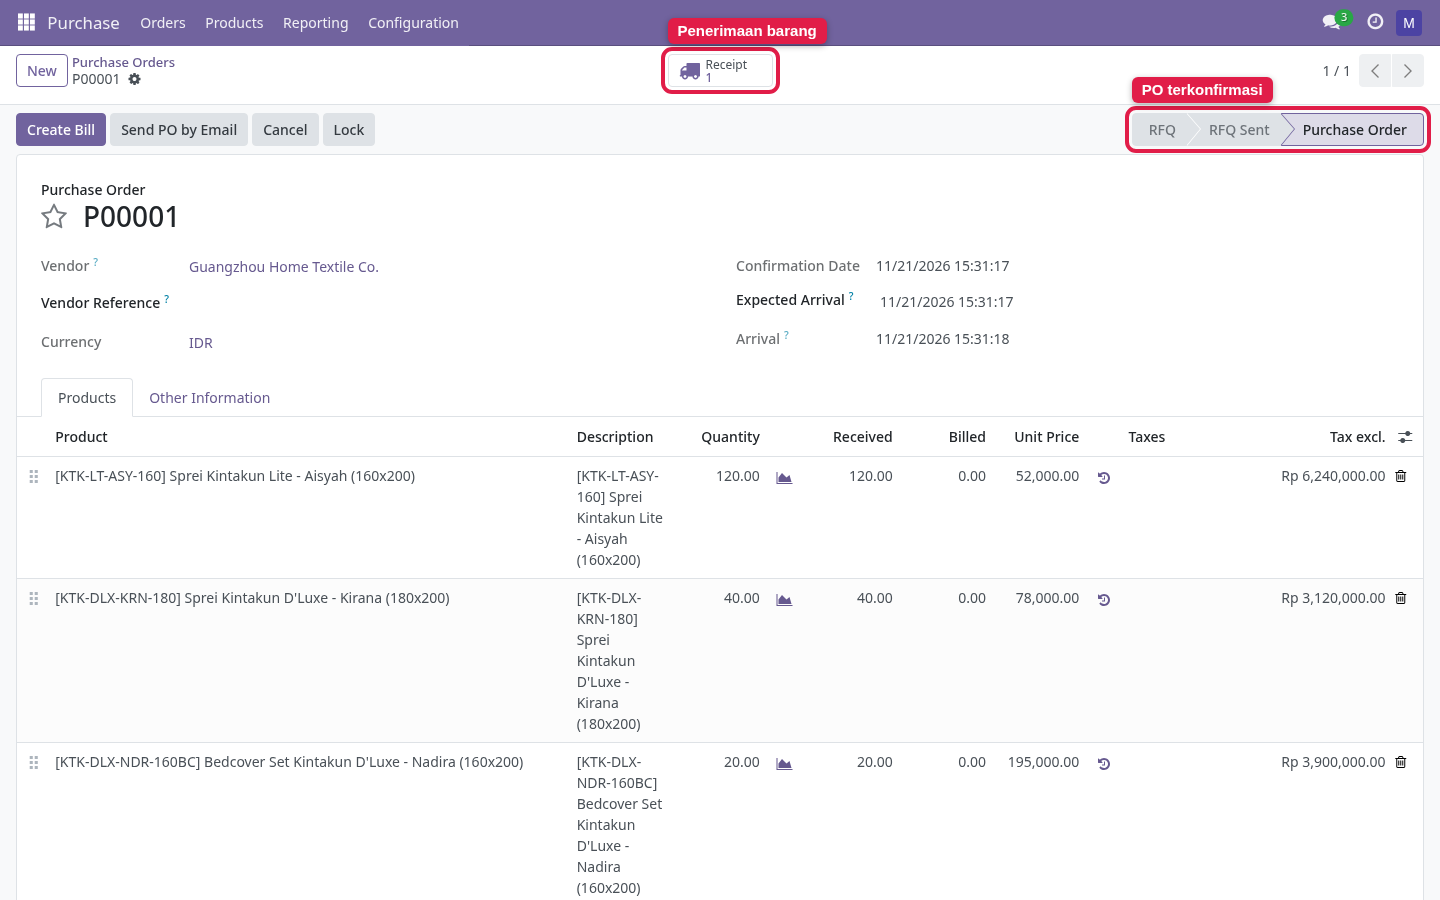 Purchase Orders Products Reporting Configuration 3 M
Penerimaan barang
New Purchase Orders Receipt 1 / 1
P00001 1
PO terkonfirmasi
Create Bill Send PO by Email Cancel Lock RFQ RFQ Sent Purchase Order
Purchase Order
P00001
Vendor ? Guangzhou Home Textile Co. Confirmation Date 11/21/2026 15:31:17
Vendor Reference ? Expected Arrival ? 11/21/2026 15:31:17
Currency IDR Arrival ? 11/21/2026 15:31:18
Products Other Information
Product Description Quantity Received Billed Unit Price Taxes Tax excl.
[KTK-LT-ASY-160] Sprei Kintakun Lite - Aisyah (160x200) [KTK-LT-ASY- 120.00 120.00 0.00 52,000.00 Rp 6,240,000.00
160] Sprei
Kintakun Lite
- Aisyah
(160x200)
[KTK-DLX-KRN-180] Sprei Kintakun D'Luxe - Kirana (180x200) [KTK-DLX- 40.00 40.00 0.00 78,000.00 Rp 3,120,000.00
KRN-180]
Sprei
Kintakun
D'Luxe -
Kirana
(180x200)
[KTK-DLX-NDR-160BC] Bedcover Set Kintakun D'Luxe - Nadira (160x200) [KTK-DLX- 20.00 20.00 0.00 195,000.00 Rp 3,900,000.00
NDR-160BC]
Bedcover Set
Kintakun
D'Luxe -
Nadira
(160x200)